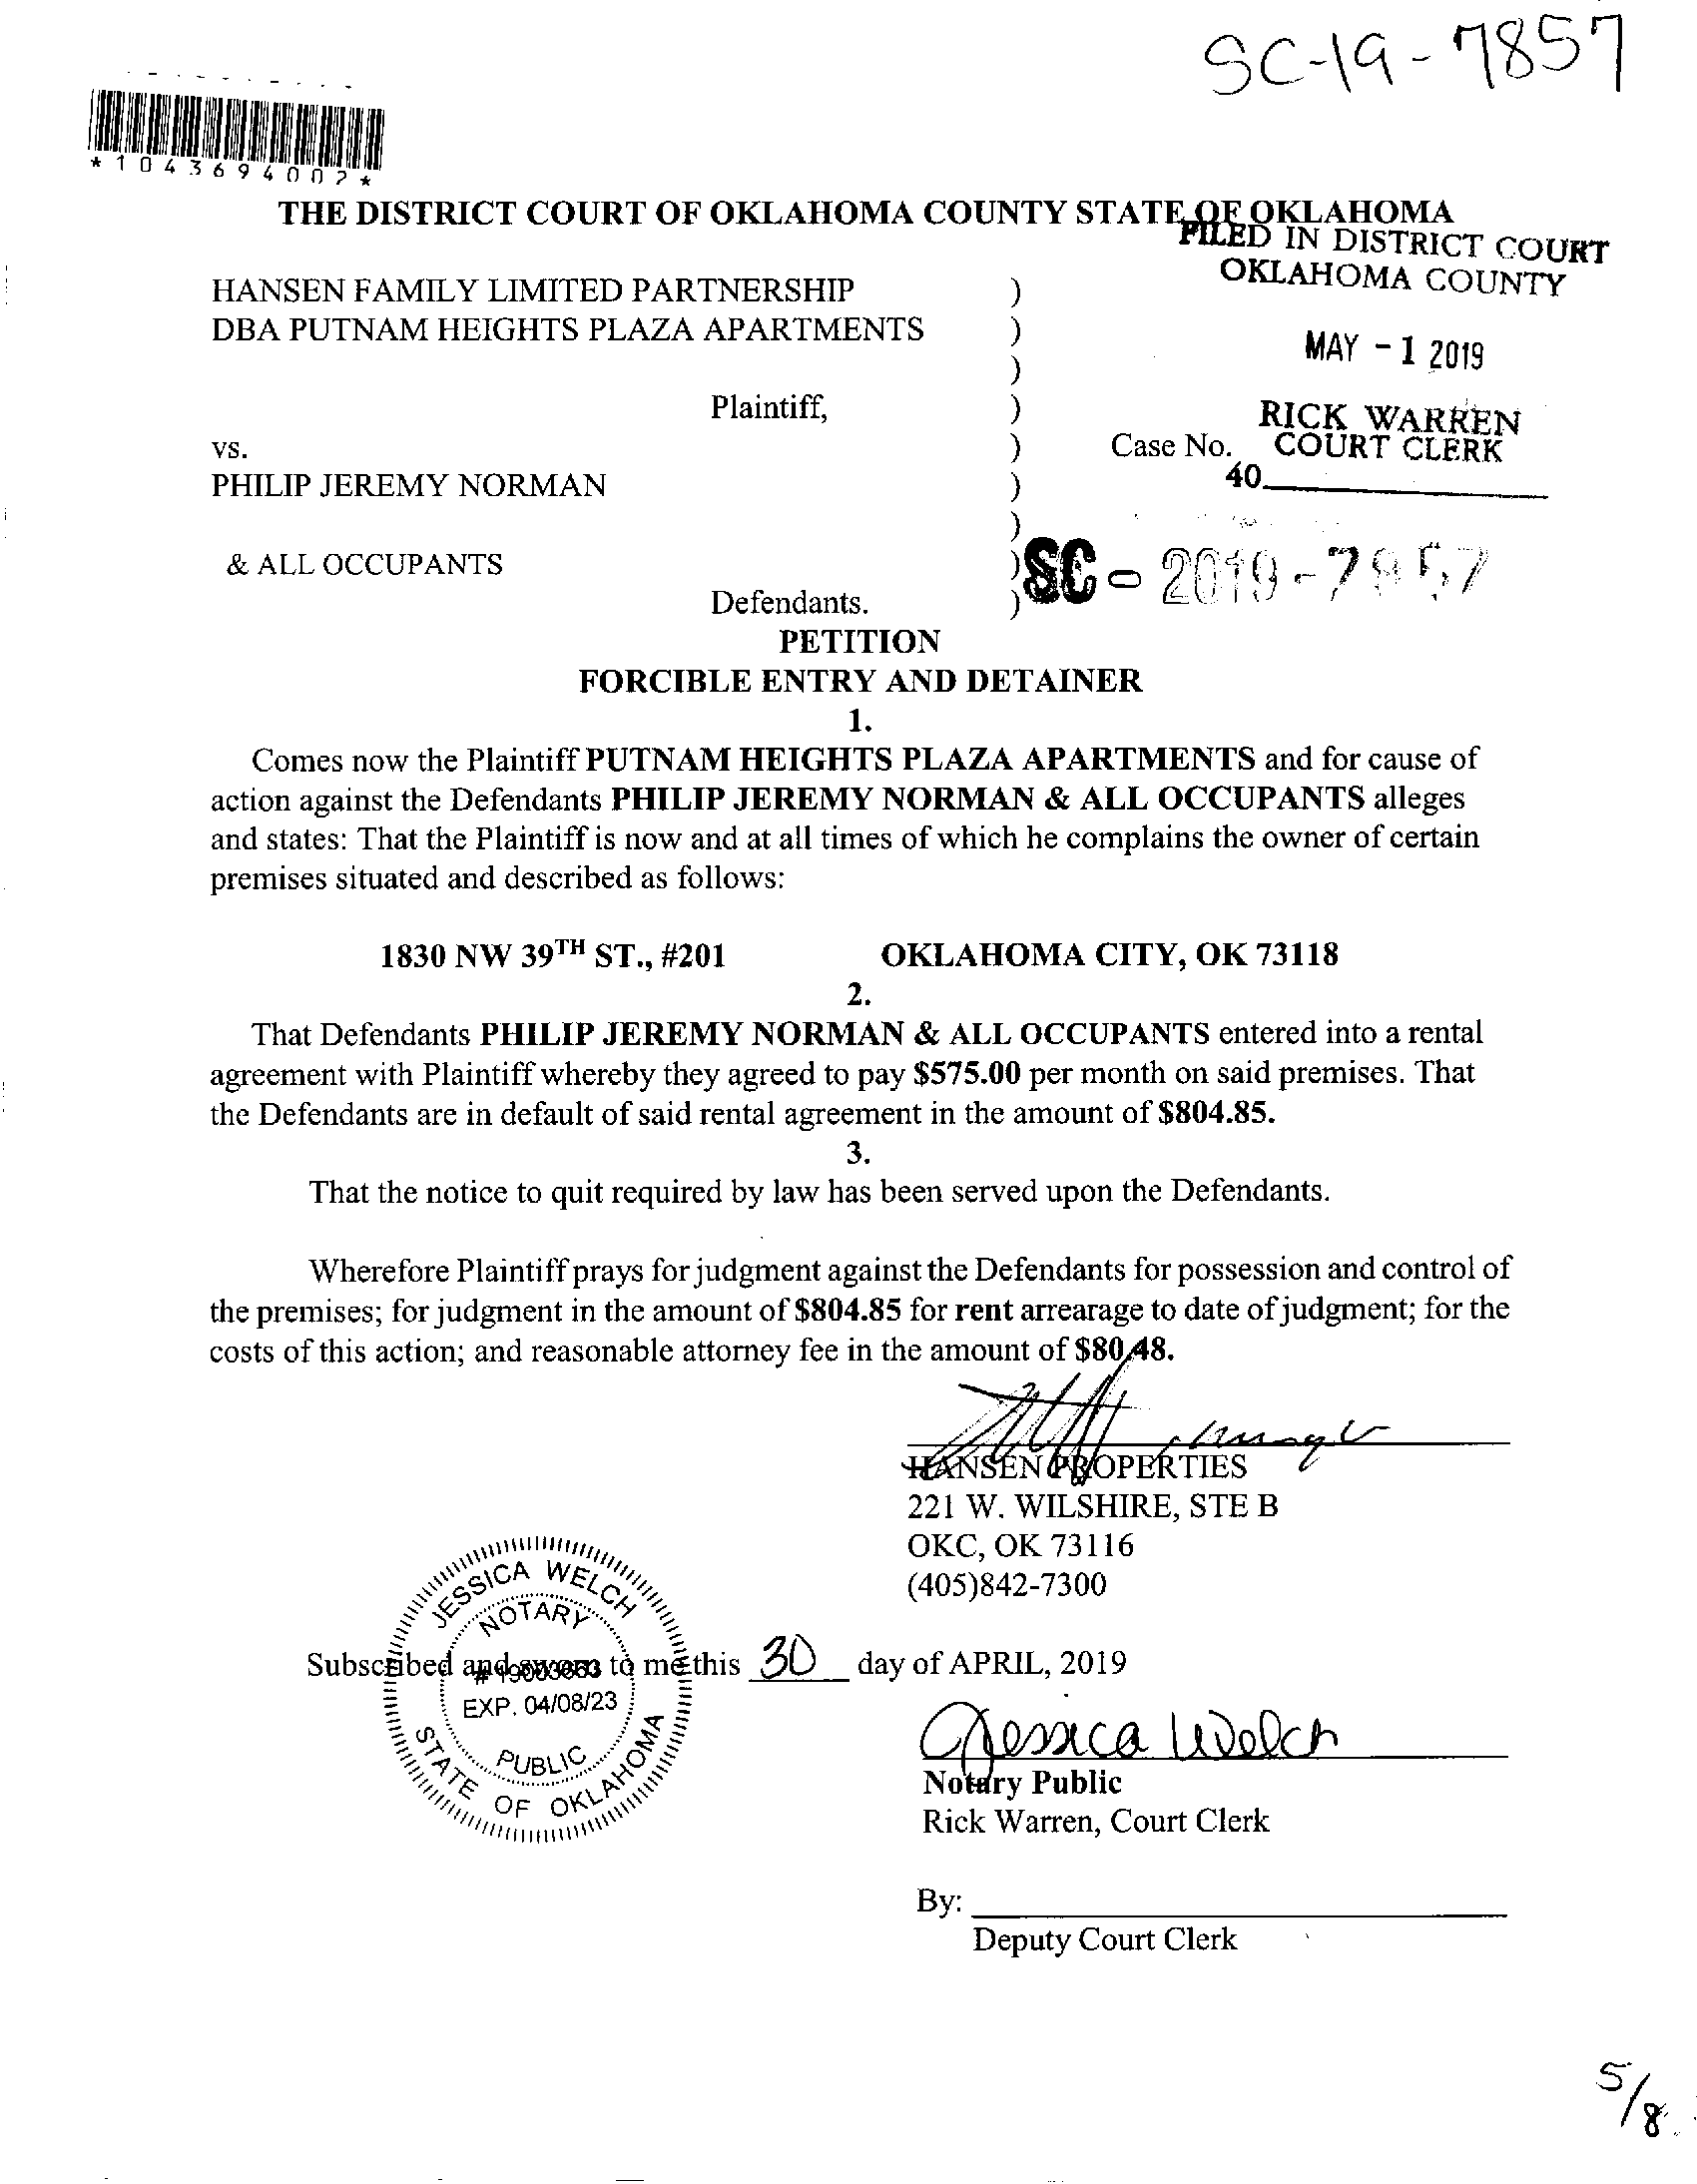 SC-19-7857
*1043694002*
THE DISTRICT COURT OF OKLAHOMA COUNTY STATE OF OKLAHOMA
FILED IN DISTRICT COURT
OKLAHOMA COUNTY
HANSEN FAMILY LIMITED PARTNERSHIP )
DBA PUTNAM HEIGHTS PLAZA APARTMENTS )
MAY - 1 2019
)
Plaintiff, )
RICK WARREN
vs. ) Case No. COURT CLERK
PHILIP JEREMY NORMAN ) 40
)
& ALL OCCUPANTS ) SC - 2019 - 7857
Defendants. )
PETITION
FORCIBLE ENTRY AND DETAINER
1.
Comes now the Plaintiff PUTNAM HEIGHTS PLAZA APARTMENTS and for cause of
action against the Defendants PHILIP JEREMY NORMAN & ALL OCCUPANTS alleges
and states: That the Plaintiff is now and at all times of which he complains the owner of certain
premises situated and described as follows:
1830 NW 39TH ST., #201 OKLAHOMA CITY, OK 73118
2.
That Defendants PHILIP JEREMY NORMAN & ALL OCCUPANTS entered into a rental
agreement with Plaintiff whereby they agreed to pay $575.00 per month on said premises. That
the Defendants are in default of said rental agreement in the amount of $804.85.
3.
That the notice to quit required by law has been served upon the Defendants.
Wherefore Plaintiff prays for judgment against the Defendants for possession and control of
the premises; for judgment in the amount of $804.85 for rent arrearage to date of judgment; for the
costs of this action; and reasonable attorney fee in the amount of $80.48.
manager
HANSEN PROPERTIES
221 W. WILSHIRE, STE B
OKC, OK 73116
(405)842-7300
JESSICA WELCH
NOTARY
Subscribed and sworn to me this 30 day of APRIL, 2019
EXP. 04/08/23
PUBLIC
STATE OF OKLAHOMA
Jessica Welch
Notary Public
Rick Warren, Court Clerk
By:
Deputy Court Clerk
5/8